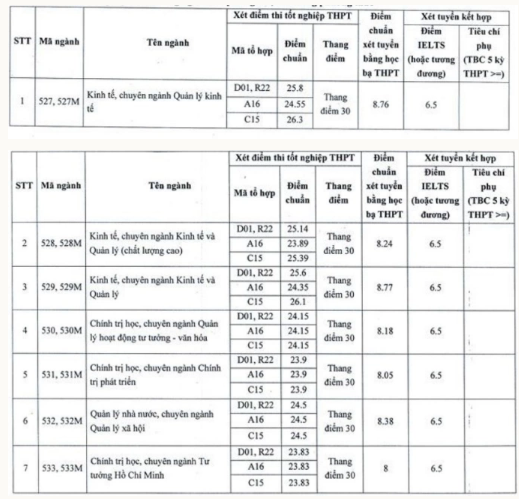 STT Mã ngành Tên ngành Xét điểm thi tốt nghiệp THPT Điểm chuẩn xét tuyển bằng học bạ THPT Xét tuyển kết hợp
Mã tổ hợp Điểm chuẩn Thang điểm Điểm IELTS (hoặc tương đương) Tiêu chí phụ (TBC 5 kỳ THPT >=)
1 527, 527M Kinh tế, chuyên ngành Quản lý kinh tế D01, R22 25.8 Thang điểm 30 8.76 6.5
A16 24.55
C15 26.3
STT Mã ngành Tên ngành Xét điểm thi tốt nghiệp THPT Điểm chuẩn xét tuyển bằng học bạ THPT Xét tuyển kết hợp
Mã tổ hợp Điểm chuẩn Thang điểm Điểm IELTS (hoặc tương đương) Tiêu chí phụ (TBC 5 kỳ THPT >=)
2 528, 528M Kinh tế, chuyên ngành Kinh tế và Quản lý (chất lượng cao) D01, R22 25.14 Thang điểm 30 8.24 6.5
A16 23.89
C15 25.39
3 529, 529M Kinh tế, chuyên ngành Kinh tế và Quản lý D01, R22 25.6 Thang điểm 30 8.77 6.5
A16 24.35
C15 26.1
4 530, 530M Chính trị học, chuyên ngành Quản lý hoạt động tư tưởng - văn hóa D01, R22 24.15 Thang điểm 30 8.18 6.5
A16 24.15
C15 24.15
5 531, 531M Chính trị học, chuyên ngành Chính trị phát triển D01, R22 23.9 Thang điểm 30 8.05 6.5
A16 23.9
C15 23.9
6 532, 532M Quản lý nhà nước, chuyên ngành Quản lý xã hội D01, R22 24.5 Thang điểm 30 8.38 6.5
A16 24.5
C15 24.5
7 533, 533M Chính trị học, chuyên ngành Tư tưởng Hồ Chí Minh D01, R22 23.83 Thang điểm 30 8 6.5
A16 23.83
C15 23.83